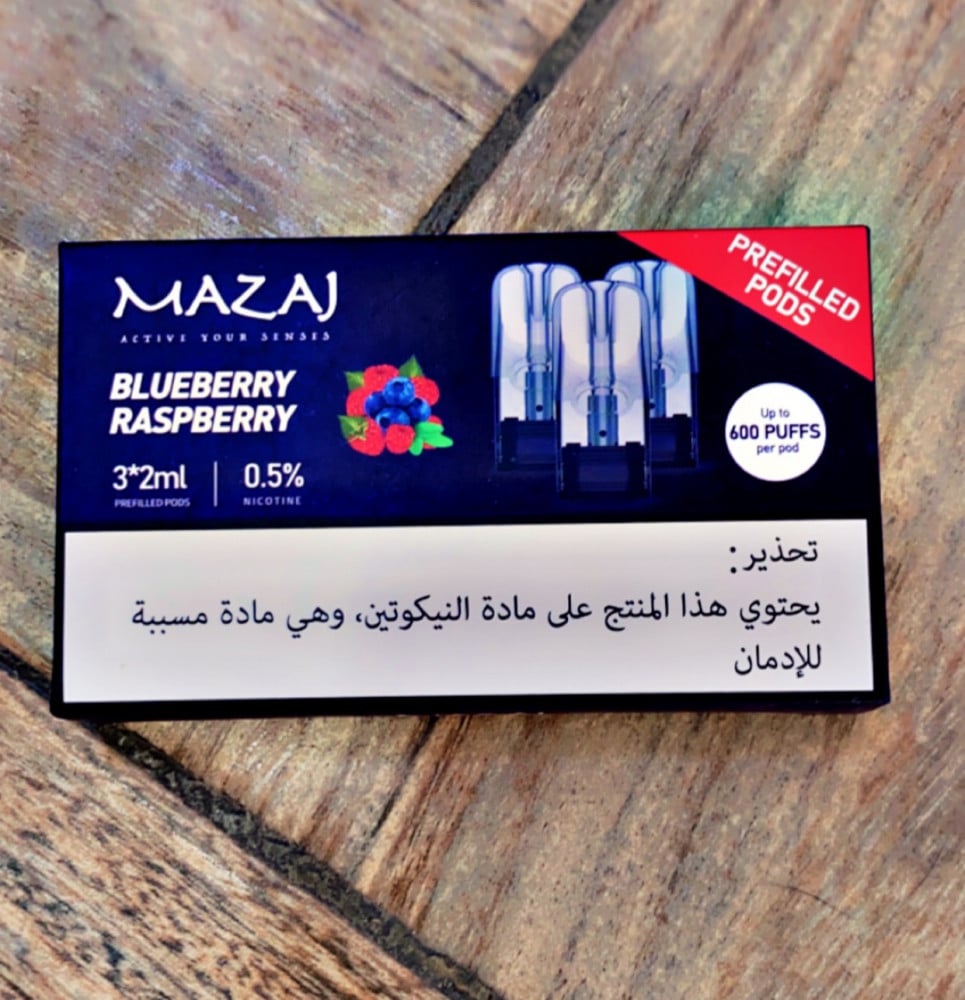 MAZAJ
ACTIVE YOUR SENSES
PREFILLED
PODS
BLUEBERRY
RASPBERRY
3*2ml
PREFILLED PODS
0.5%
NICOTINE
Up to
600 PUFFS
per pod
تحذير:
يحتوي هذا المنتج على مادة النيكوتين، وهي مادة مسببة
للإدمان